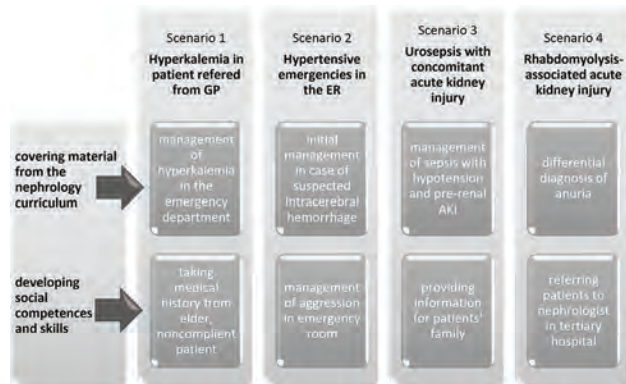 Scenario 1
Hyperkalemia in
patient refered
from GP
Scenario 2
Hypertensive
emergencies in
the ER
Scenario 3
Urosepsis with
concomitant
acute kidney
injury
Scenario 4
Rhabdomyolysis-
associated acute
kidney injury
covering material
from the
nephrology
curriculum
management
of
hyperkalemia
in the
emergency
department
initial
management
in case of
suspected
Intracerebral
hemorrhage
management
of sepsis with
hypotension
and pre-renal
AKI
differential
diagnosis of
anuria
developing
social
competences
and skills
taking
medical
history from
elder,
noncomplient
patient
management
of aggression
in emergency
room
providing
information
for patients'
family
referring
patients to
nephrologist
in tertiary
hospital